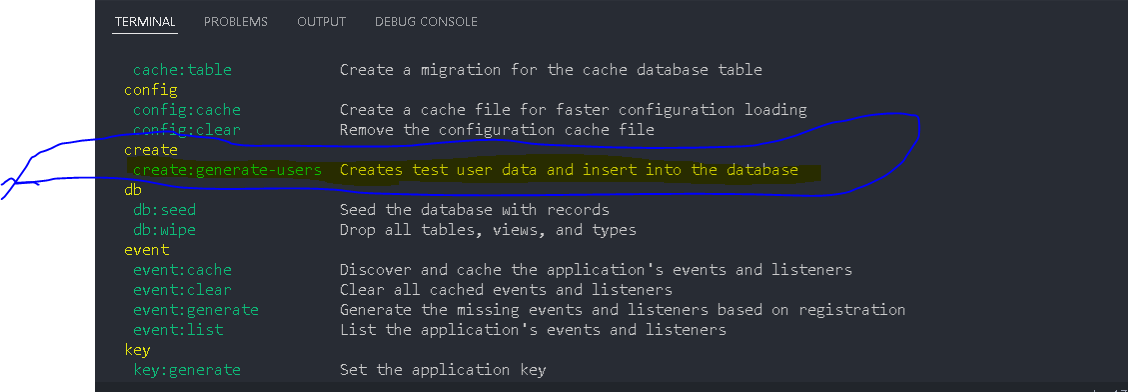 TERMINAL PROBLEMS OUTPUT DEBUG CONSOLE
cache:table Create a migration for the cache database table
config
config:cache Create a cache file for faster configuration loading
config:clear Remove the configuration cache file
create
create:generate-users Creates test user data and insert into the database
db
db:seed Seed the database with records
db:wipe Drop all tables, views, and types
event
event:cache Discover and cache the application's events and listeners
event:clear Clear all cached events and listeners
event:generate Generate the missing events and listeners based on registration
event:list List the application's events and listeners
key
key:generate Set the application key